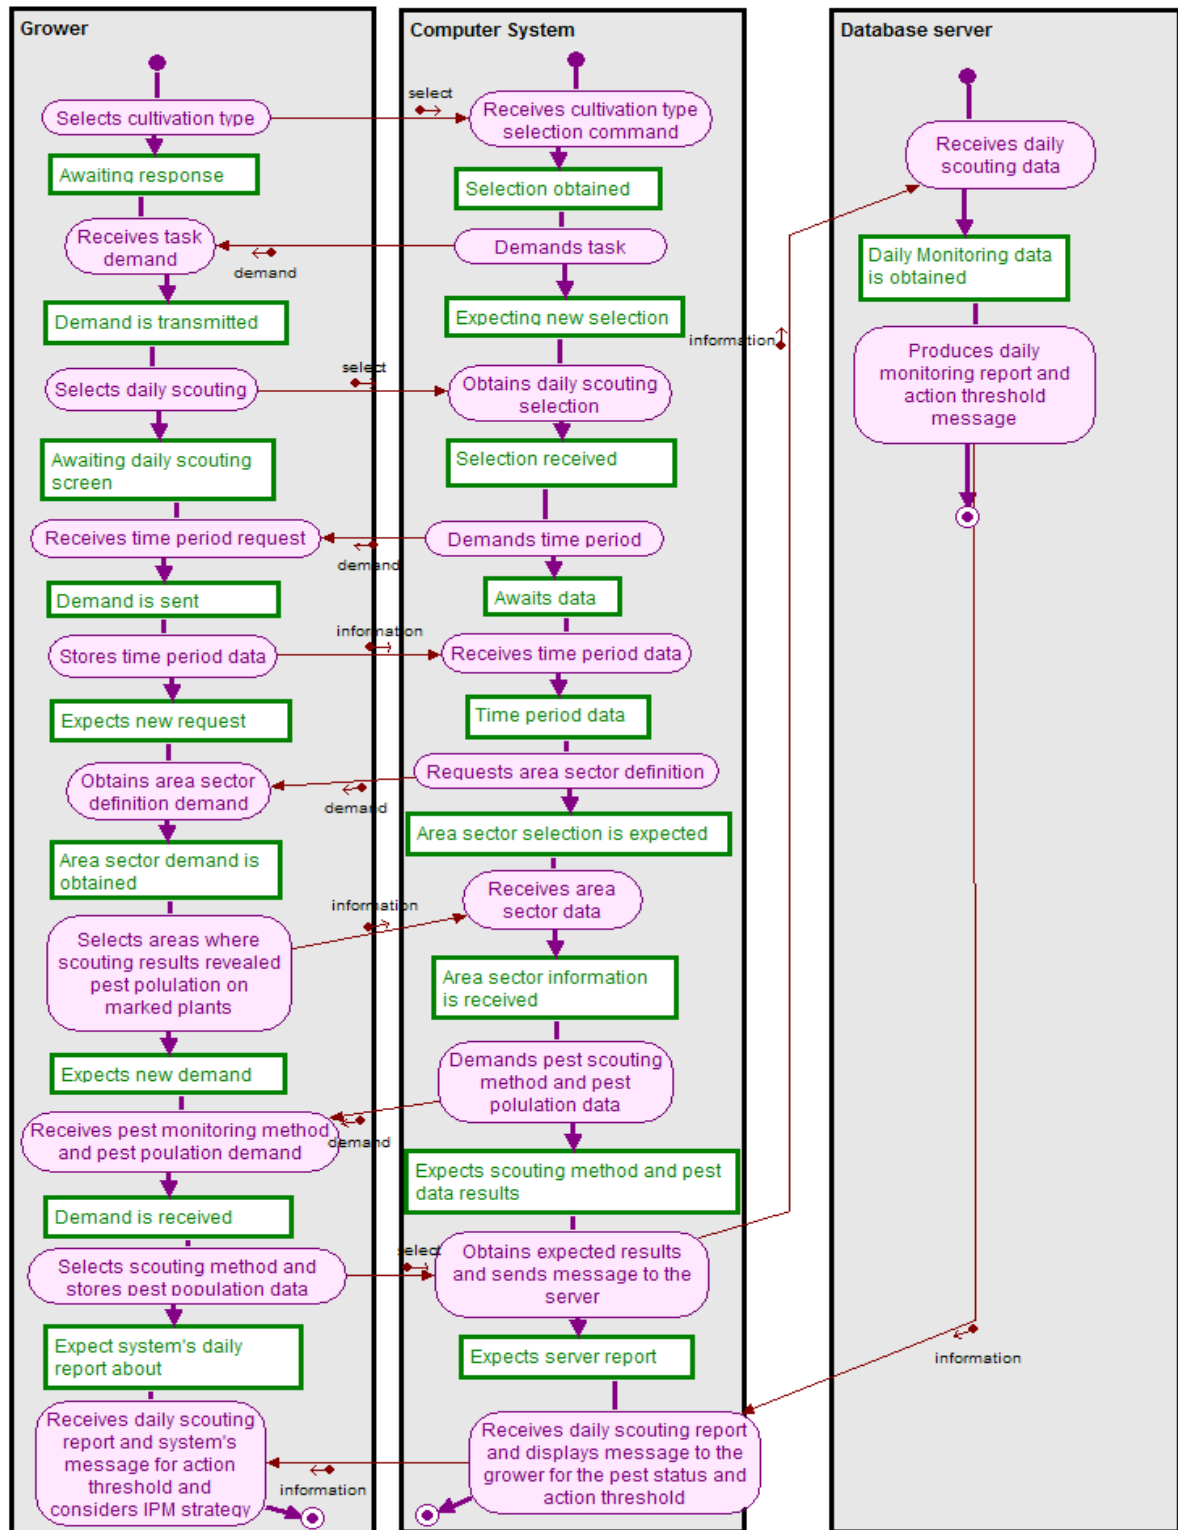 Grower
Selects cultivation type
Awaiting response
Receives task
demand
Demand is transmitted
Selects daily scouting
Awaiting daily scouting
screen
Receives time period request
Demand is sent
Stores time period data
Expects new request
Obtains area sector
definition demand
Area sector demand is
obtained
Selects areas where
scouting results revealed
pest polulation on
marked plants
Expects new demand
Receives pest monitoring method
and pest poulation demand
Demand is received
Selects scouting method and
stores pest population data
Expect system's daily
report about
Receives daily scouting
report and system's
message for action
threshold and
considers IPM strategy
select
demand
select
demand
information
demand
information
demand
select
information
Computer System
Receives cultivation type
selection command
Selection obtained
Demands task
Expecting new selection
Obtains daily scouting
selection
Selection received
Demands time period
Awaits data
Receives time period data
Time period data
Requests area sector definition
Area sector selection is expected
Receives area
sector data
Area sector information
is received
Demands pest scouting
method and pest
polulation data
Expects scouting method and pest
data results
Obtains expected results
and sends message to the
server
Expects server report
Receives daily scouting report
and displays message to the
grower for the pest status and
action threshold
information
Database server
Receives daily
scouting data
Daily Monitoring data
is obtained
Produces daily
monitoring report and
action threshold
message
information